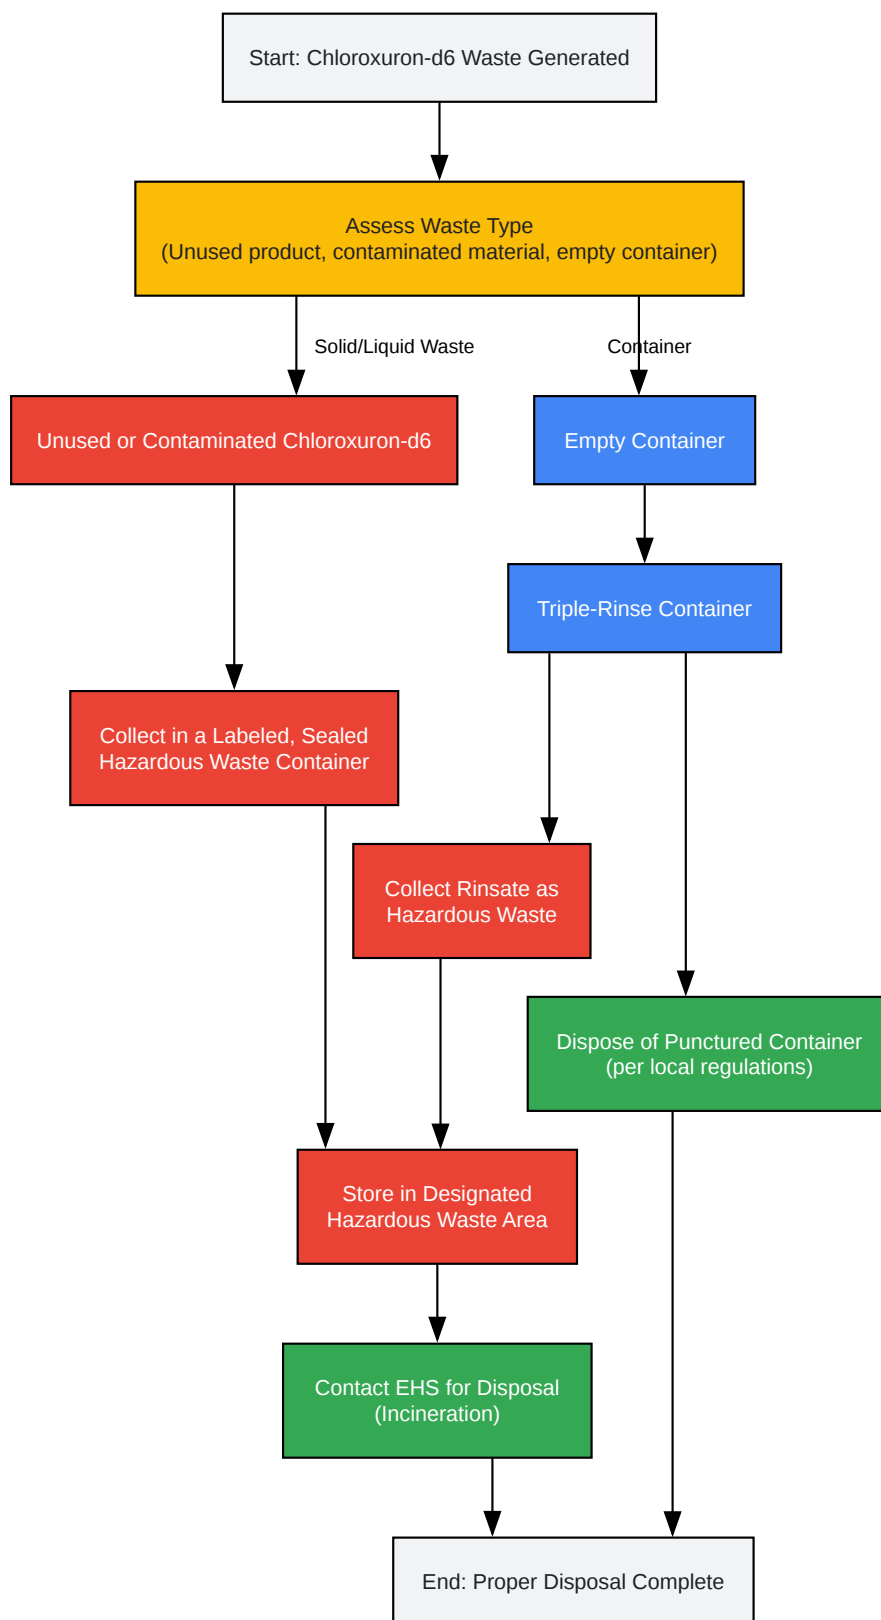 Start: Chloroxuron-d6 Waste Generated
Assess Waste Type
(Unused product, contaminated material, empty container)
Solid/Liquid Waste
Container
Unused or Contaminated Chloroxuron-d6
Empty Container
Triple-Rinse Container
Collect in a Labeled, Sealed
Hazardous Waste Container
Collect Rinsate as
Hazardous Waste
Dispose of Punctured Container
(per local regulations)
Store in Designated
Hazardous Waste Area
Contact EHS for Disposal
(Incineration)
End: Proper Disposal Complete